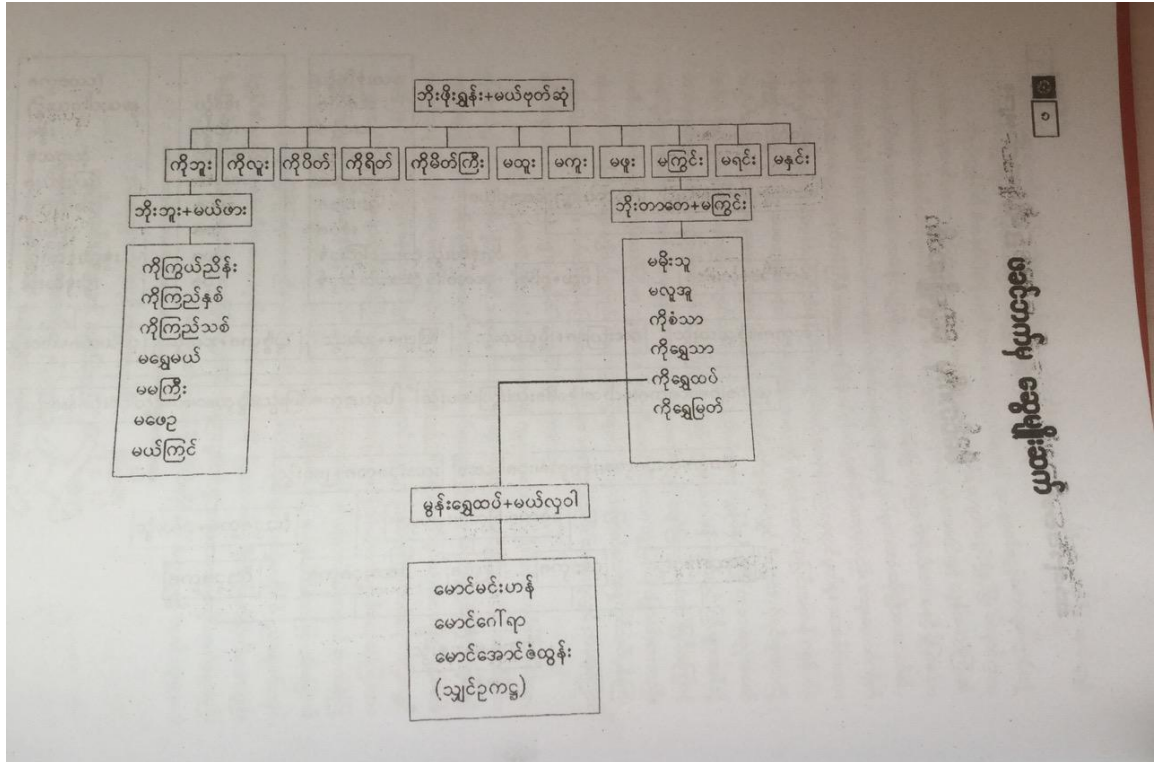 ဘိုးဖိုးရွှန်း+မယ်ဗုတ်ဆုံ
ကိုဘူး ကိုလူး ကိုပိတ် ကိုရိတ် ကိုမိတ်ကြီး မထူး မကူး မဖူး မကြွင်း မရင်း မနှင်း
ဘိုးဘူး+မယ်ဖား
ကိုကြွယ်ညိန်း
ကိုကြည်နှစ်
ကိုကြည်သစ်
မရွှေမယ်
မမကြီး
မဖေဥ
မယ်ကြင်
ဘိုးတာတေ+မကြွင်း
မမိုးသူ
မလူအူ
ကိုစံသာ
ကိုရွှေသာ
ကိုရွှေထပ်
ကိုရွှေမြတ်
မွန်းရွှေထပ်+မယ်လှဝါ
မောင်မင်းဟန်
မောင်ဂေါ်ရာ
မောင်အောင်ဇံထွန်း
(သျှင်ဥကဋ္ဌ)
၁